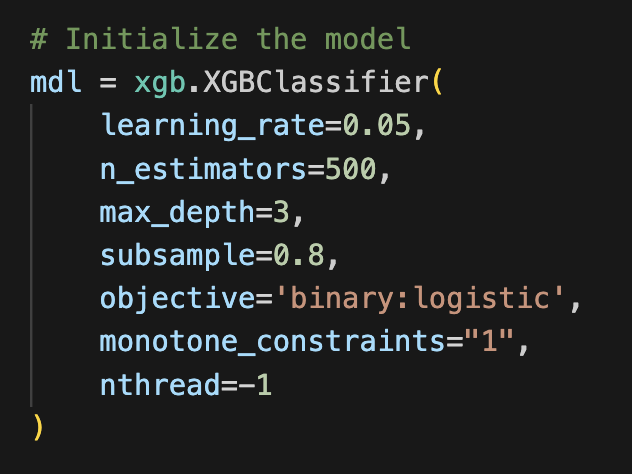 # Initialize the model
mdl = xgb.XGBClassifier(
    learning_rate=0.05,
    n_estimators=500,
    max_depth=3,
    subsample=0.8,
    objective='binary:logistic',
    monotone_constraints="1",
    nthread=-1
)